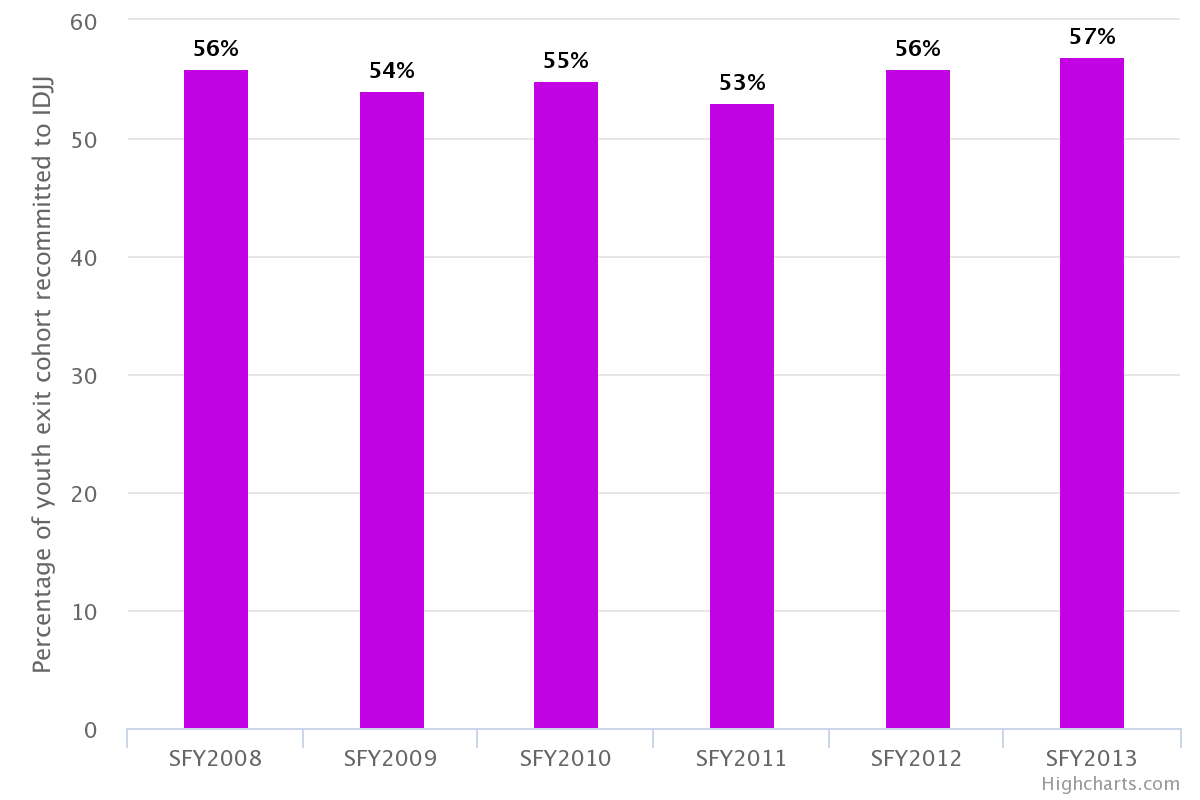 Percentage of youth exit cohort recommitted to IDJJ
60
50
40
30
20
10
0
56%
54%
55%
53%
56%
57%
SFY2008
SFY2009
SFY2010
SFY2011
SFY2012
SFY2013
Highcharts.com